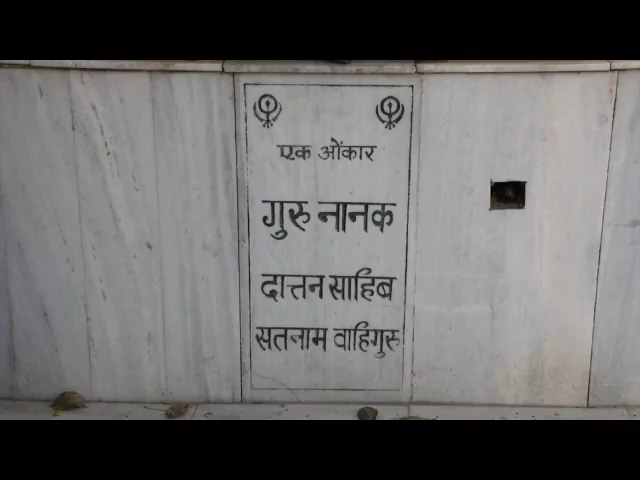 एक ओंकार
गुरु नानक
दात्तन साहिब
सतनाम वाहिगुरु